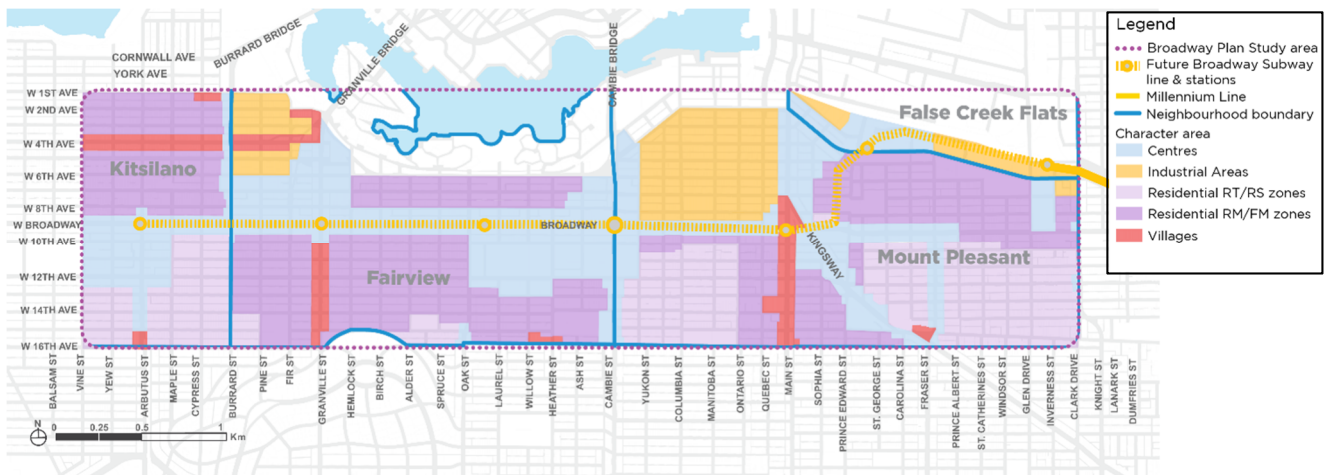 CORNWALL AVE
YORK AVE
BURRARD BRIDGE
GRANVILLE BRIDGE
CAMBIE BRIDGE
W 1ST AVE
W 2ND AVE
W 4TH AVE
W 6TH AVE
W 8TH AVE
W BROADWAY
W 10TH AVE
W 12TH AVE
W 14TH AVE
W 16TH AVE
Kitsilano
Fairview
BROADWAY
KINGSWAY
Mount Pleasant
False Creek Flats
BALSAM ST
VINE ST
YEW ST
ARBUTUS ST
MAPLE ST
CYPRESS ST
BURRARD ST
PINE ST
FIR ST
GRANVILLE ST
HEMLOCK ST
BIRCH ST
ALDER ST
SPRUCE ST
OAK ST
LAUREL ST
WILLOW ST
HEATHER ST
ASH ST
CAMBIE ST
YUKON ST
COLUMBIA ST
MANITOBA ST
ONTARIO ST
QUEBEC ST
MAIN ST
SOPHIA ST
PRINCE EDWARD ST
ST. GEORGE ST
CAROLINA ST
FRASER ST
PRINCE ALBERT ST
ST. CATHERINES ST
WINDSOR ST
GLEN DRIVE
INVERNESS ST
CLARK DRIVE
KNIGHT ST
LANARK ST
DUMFRIES ST
N
0 0.25 0.5 1
Km
Legend
Broadway Plan Study area
Future Broadway Subway
line & stations
Millennium Line
Neighbourhood boundary
Character area
Centres
Industrial Areas
Residential RT/RS zones
Residential RM/FM zones
Villages